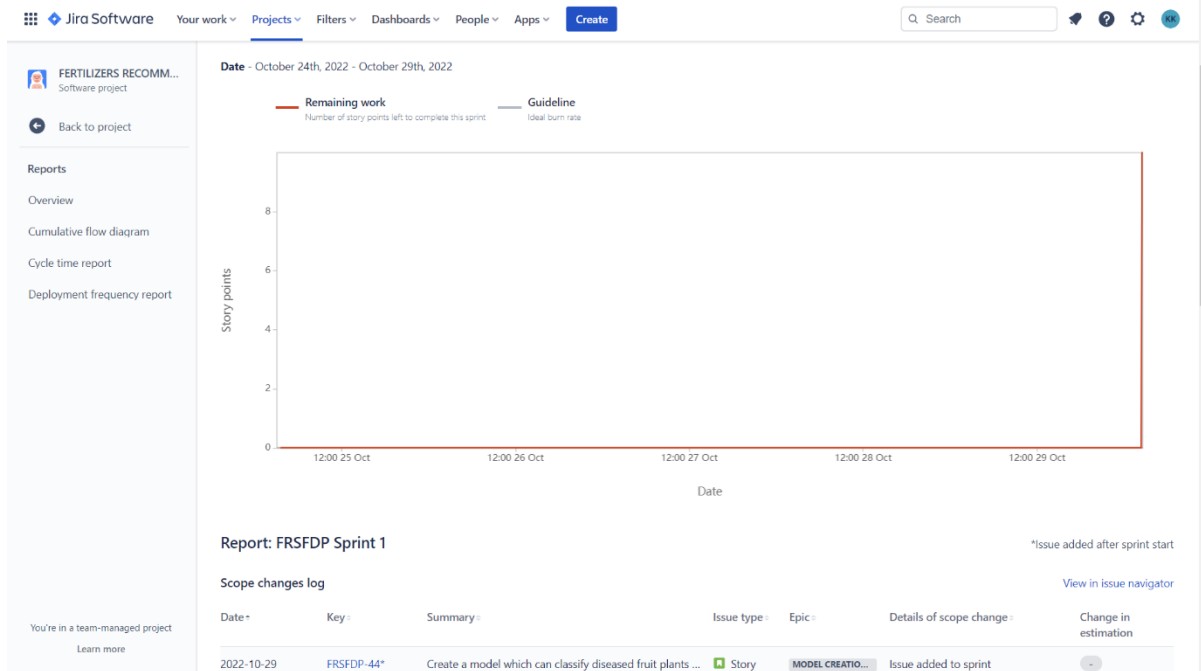 Jira Software Your work Projects Filters Dashboards People Apps Create Search KK
FERTILIZERS RECOMM...
Software project
Back to project
Reports
Overview
Cumulative flow diagram
Cycle time report
Deployment frequency report
You're in a team-managed project
Learn more
Date - October 24th, 2022 - October 29th, 2022
Remaining work
Number of story points left to complete this sprint
Guideline
Ideal burn rate
Story points
8
6
4
2
0
12:00 25 Oct 12:00 26 Oct 12:00 27 Oct 12:00 28 Oct 12:00 29 Oct
Date
Report: FRSFDP Sprint 1
*Issue added after sprint start
Scope changes log
View in issue navigator
Date Key Summary Issue type Epic Details of scope change Change in
estimation
2022-10-29 FRSFDP-44* Create a model which can classify diseased fruit plants ... Story MODEL CREATIO... Issue added to sprint -